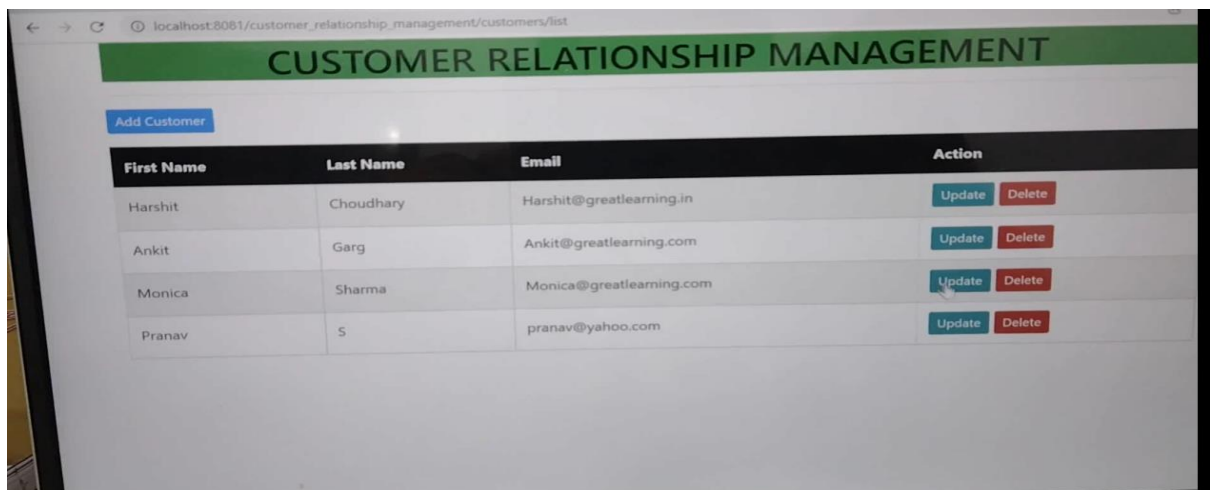 localhost:8081/customer_relationship_management/customers/list
CUSTOMER RELATIONSHIP MANAGEMENT
Add Customer
First Name Last Name Email Action
Harshit Choudhary Harshit@greatlearning.in Update Delete
Ankit Garg Ankit@greatlearning.com Update Delete
Monica Sharma Monica@greatlearning.com Update Delete
Pranav S pranav@yahoo.com Update Delete